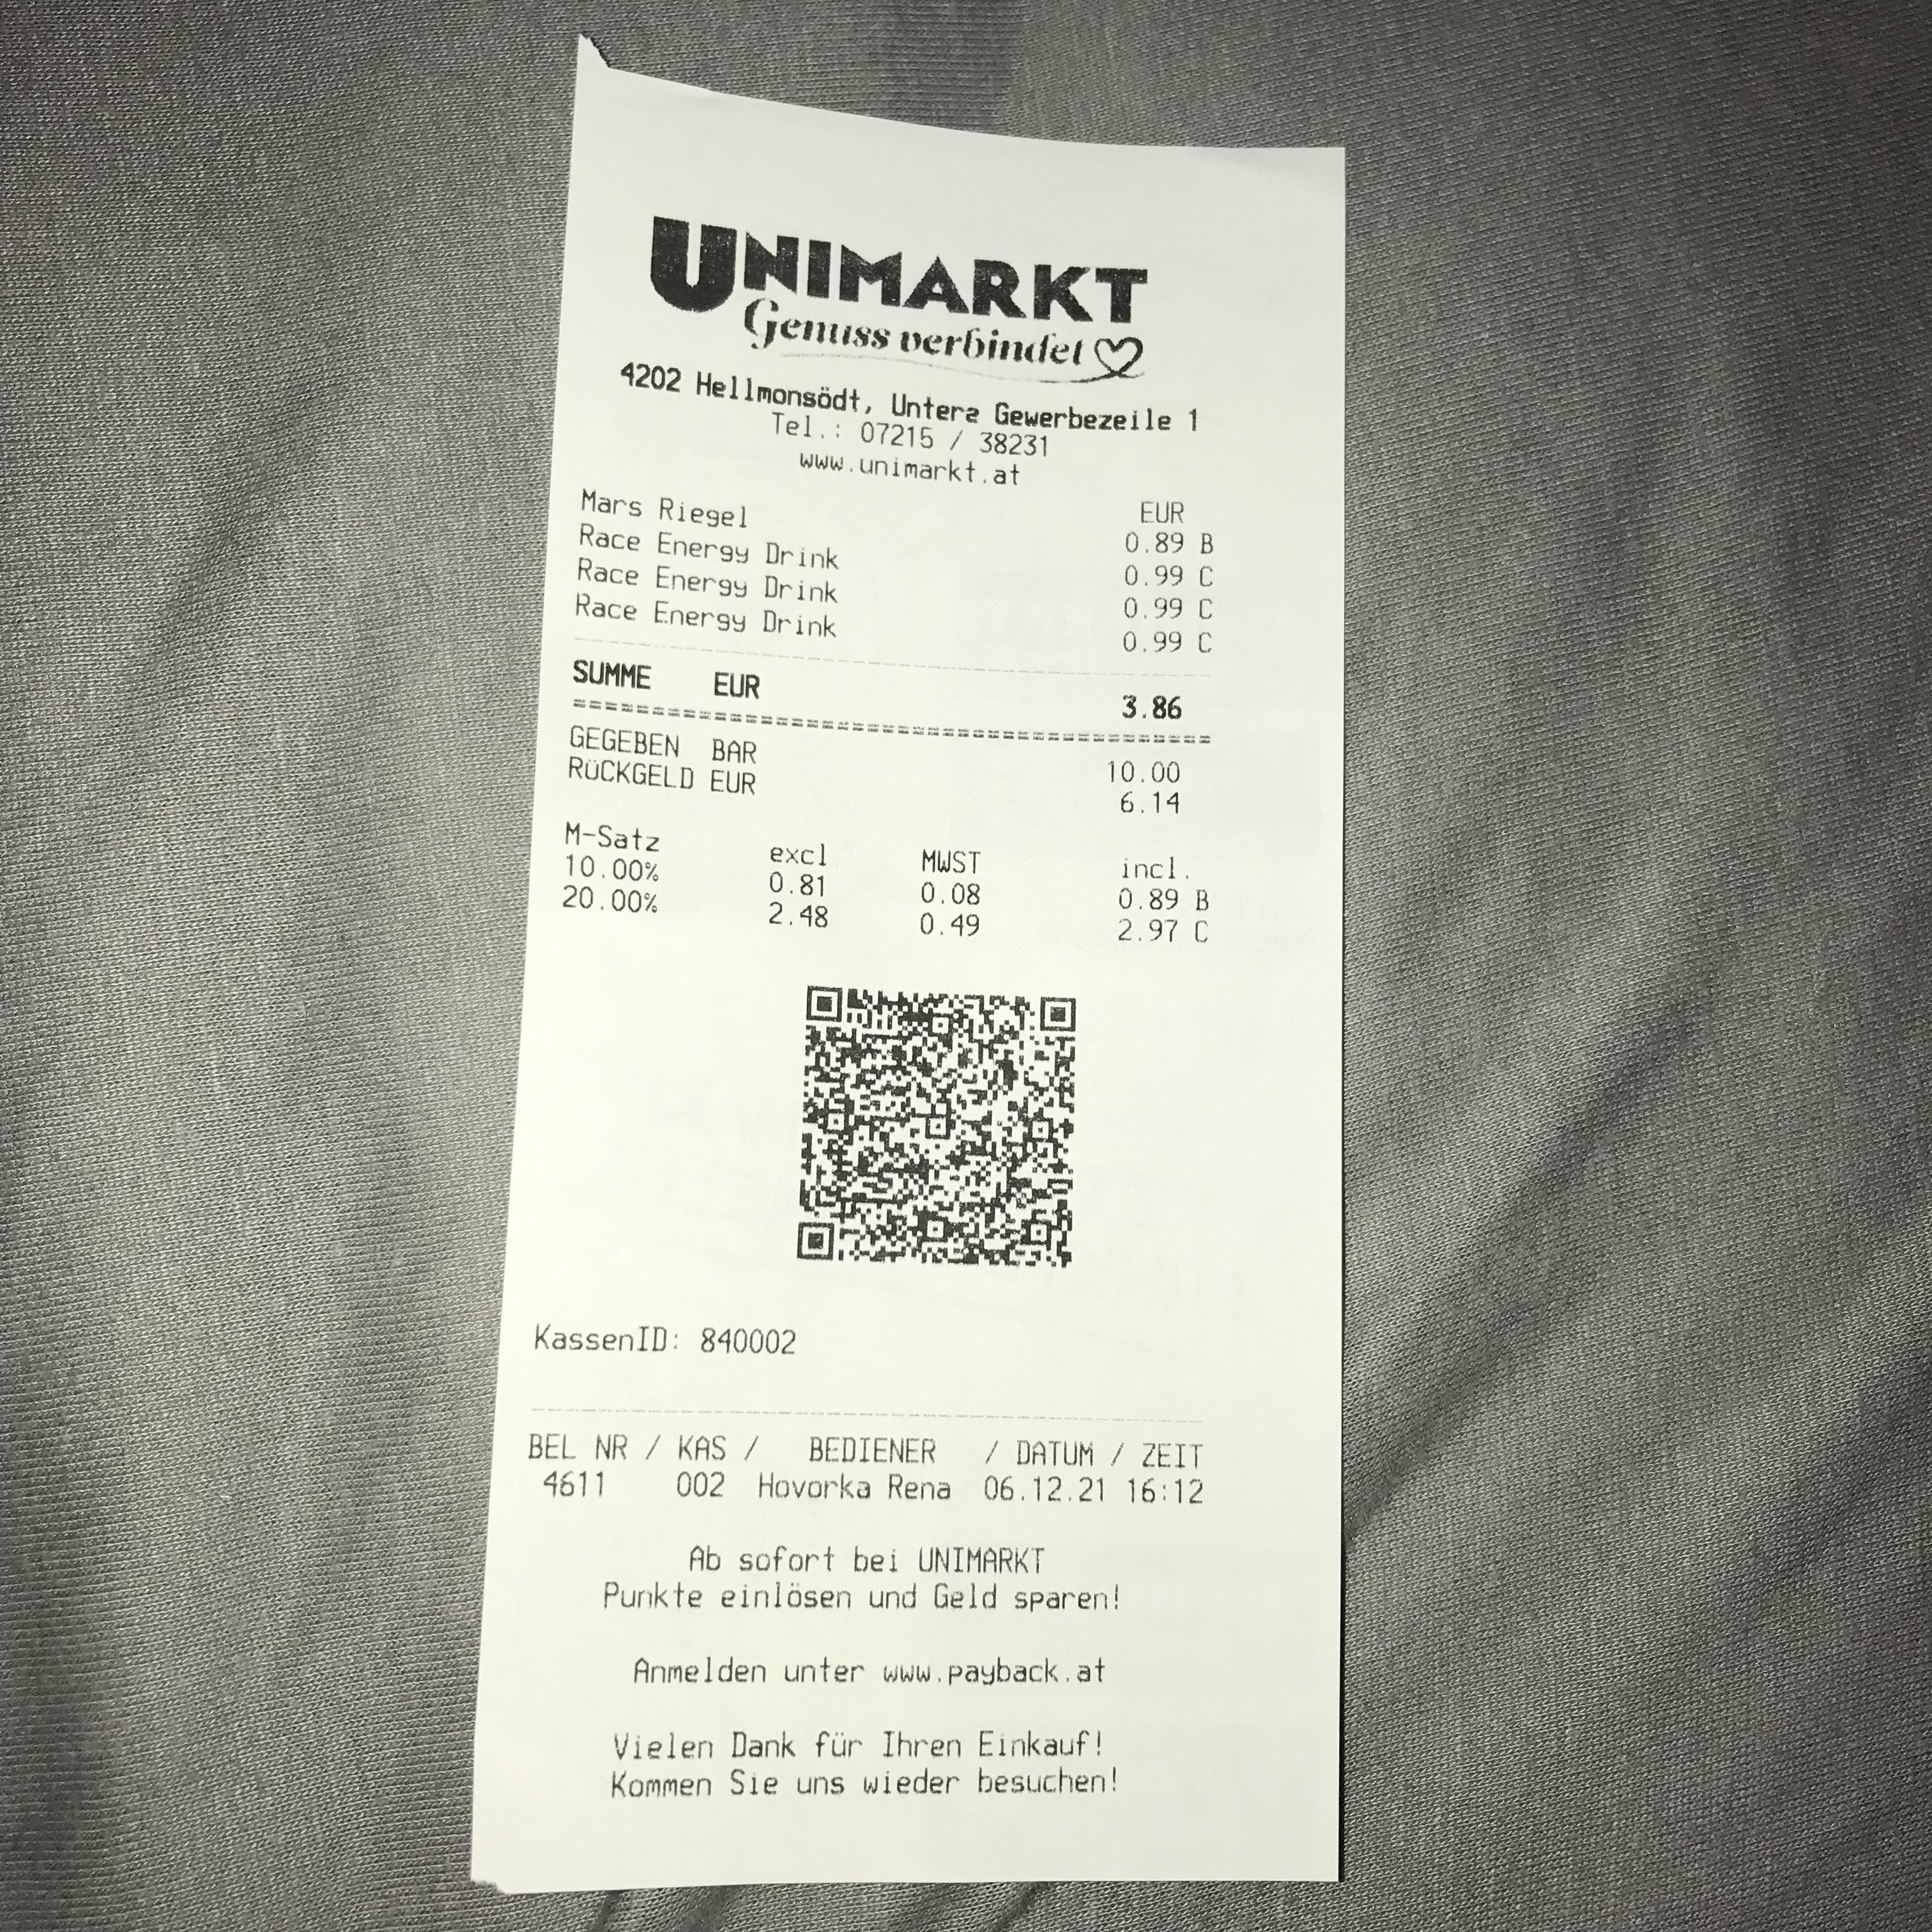 UNIMARKT
Genuss verbindet
4202 Hellmonsödt, Untere Gewerbezeile 1
Tel.: 07215 / 38231
www.unimarkt.at
EUR
Mars Riegel 0.89 B
Race Energy Drink 0.99 C
Race Energy Drink 0.99 C
Race Energy Drink 0.99 C
SUMME EUR 3.86
GEGEBEN BAR 10.00
RÜCKGELD EUR 6.14
M-Satz excl MWST incl.
10.00% 0.81 0.08 0.89 B
20.00% 2.48 0.49 2.97 C
KassenID: 840002
BEL NR / KAS / BEDIENER / DATUM / ZEIT
4611 002 Hovorka Rena 06.12.21 16:12
Ab sofort bei UNIMARKT
Punkte einlösen und Geld sparen!
Anmelden unter www.payback.at
Vielen Dank für Ihren Einkauf!
Kommen Sie uns wieder besuchen!